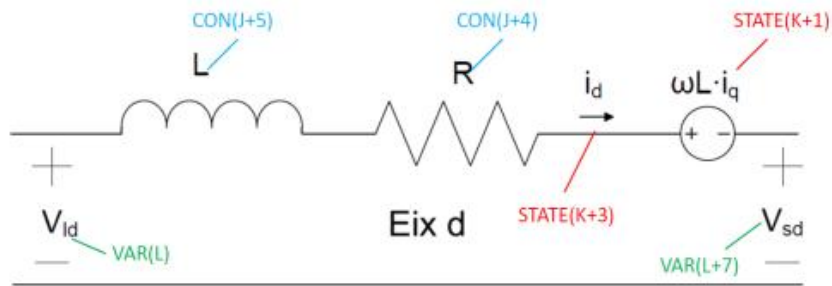 CON(J+5)
CON(J+4)
STATE(K+1)
L
R
i_d
ωL·i_q
+ −
+
+
V_ld
Eix d
STATE(K+3)
V_sd
VAR(L)
VAR(L+7)
−
−